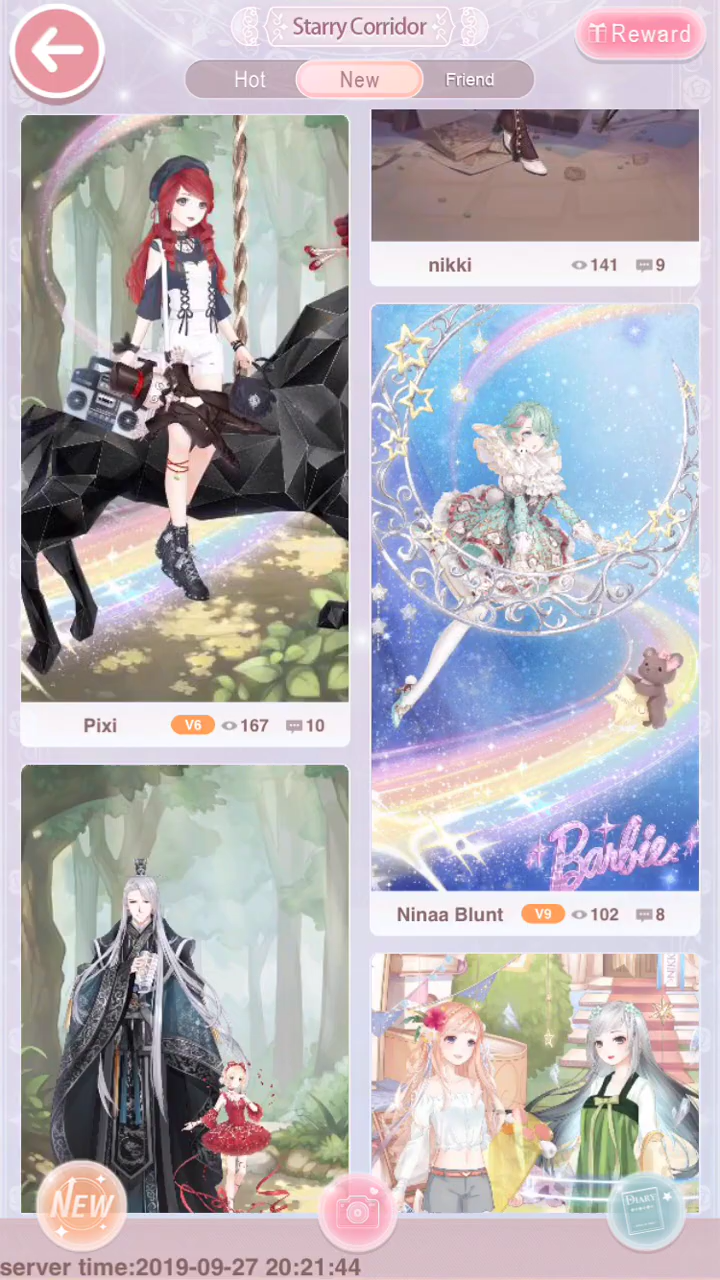 Starry Corridor
Reward
Hot
New
Friend
nikki
141
9
Pixi
V6
167
10
Barbie
Ninaa Blunt
V9
102
8
NEW
DIARY
server time:2019-09-27 20:21:44